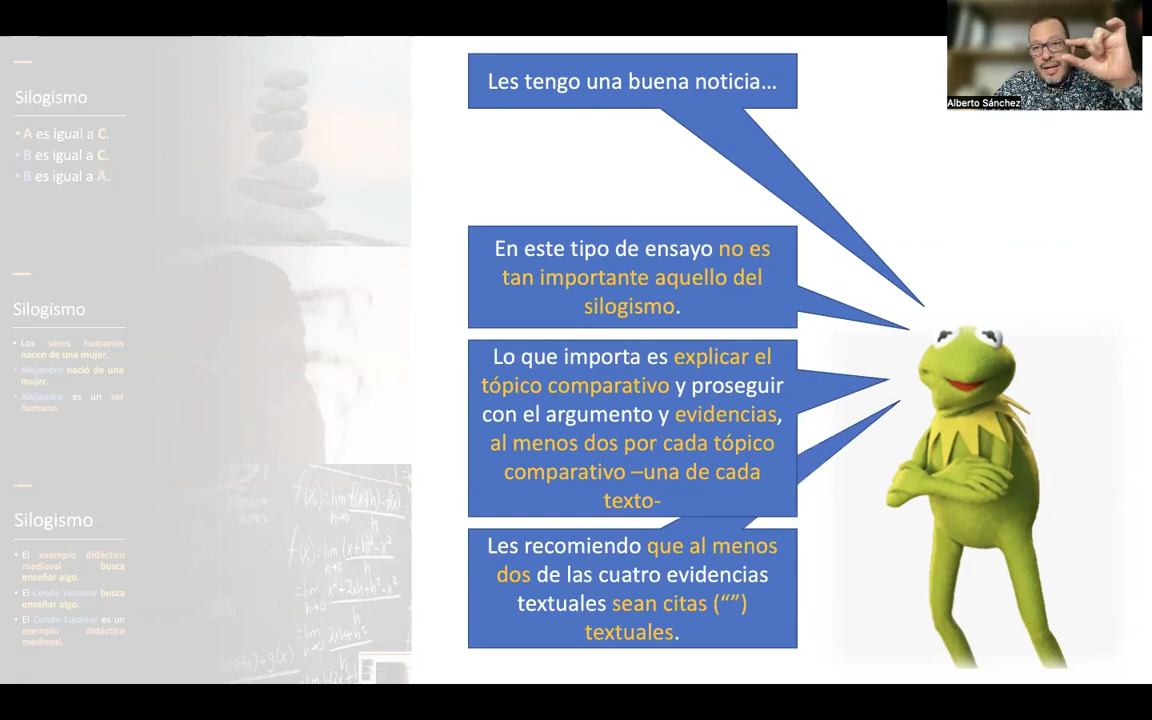 Silogismo
• A es igual a C.
• B es igual a C.
• B es igual a A.
Silogismo
• Los seres humanos
nacen de una mujer.
• Alejandro nació de una
mujer.
• Alejandro es un ser
humano.
Silogismo
• El exemplo didáctico
medieval busca
enseñar algo.
• El Conde Lucanor busca
enseñar algo.
• El Conde Lucanor es un
exemplo didáctico
medieval.
Les tengo una buena noticia...
En este tipo de ensayo no es
tan importante aquello del
silogismo.
Lo que importa es explicar el
tópico comparativo y proseguir
con el argumento y evidencias,
al menos dos por cada tópico
comparativo –una de cada
texto-
Les recomiendo que al menos
dos de las cuatro evidencias
textuales sean citas (“”)
textuales.
Alberto Sánchez